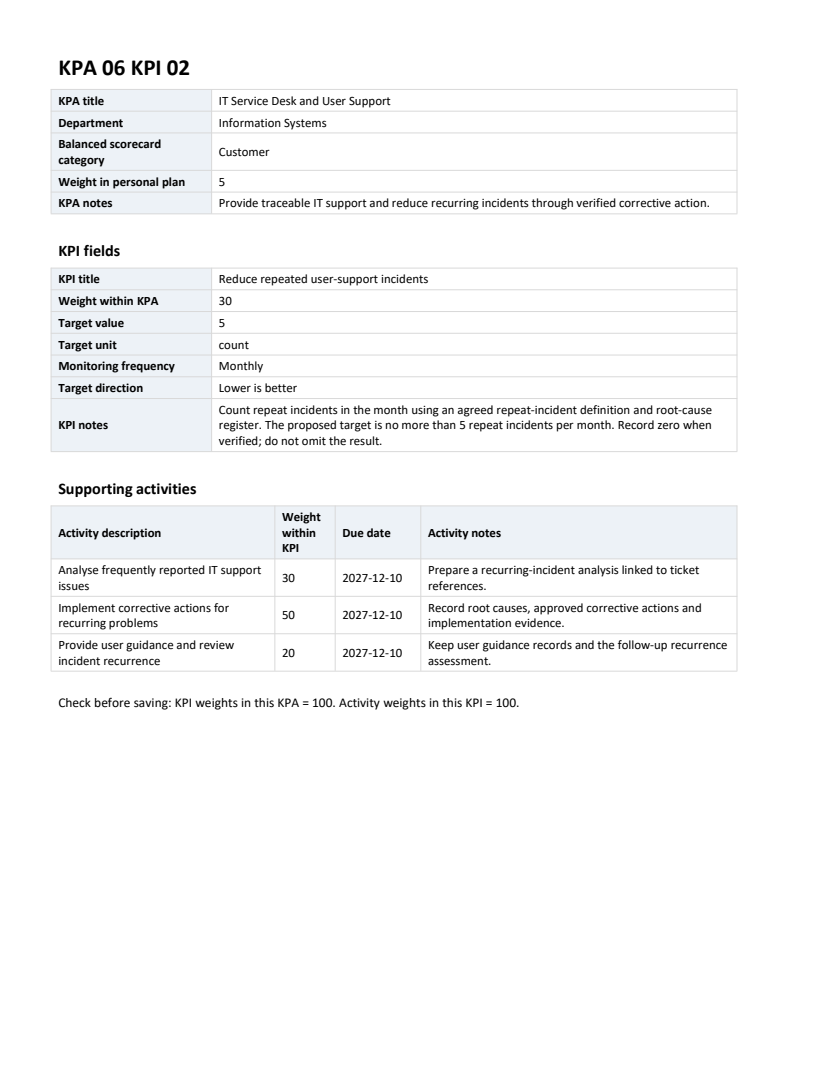 KPA 06 KPI 02
KPA title
IT Service Desk and User Support
Department
Information Systems
Balanced scorecard
category
Customer
Weight in personal plan
5
KPA notes
Provide traceable IT support and reduce recurring incidents through verified corrective action.
KPI fields
KPI title
Reduce repeated user-support incidents
Weight within KPA
30
Target value
5
Target unit
count
Monitoring frequency
Monthly
Target direction
Lower is better
KPI notes
Count repeat incidents in the month using an agreed repeat-incident definition and root-cause
register. The proposed target is no more than 5 repeat incidents per month. Record zero when
verified; do not omit the result.
Supporting activities
Activity description
Weight
within
KPI
Due date
Activity notes
Analyse frequently reported IT support
issues
30
2027-12-10
Prepare a recurring-incident analysis linked to ticket
references.
Implement corrective actions for
recurring problems
50
2027-12-10
Record root causes, approved corrective actions and
implementation evidence.
Provide user guidance and review
incident recurrence
20
2027-12-10
Keep user guidance records and the follow-up recurrence
assessment.
Check before saving: KPI weights in this KPA = 100. Activity weights in this KPI = 100.